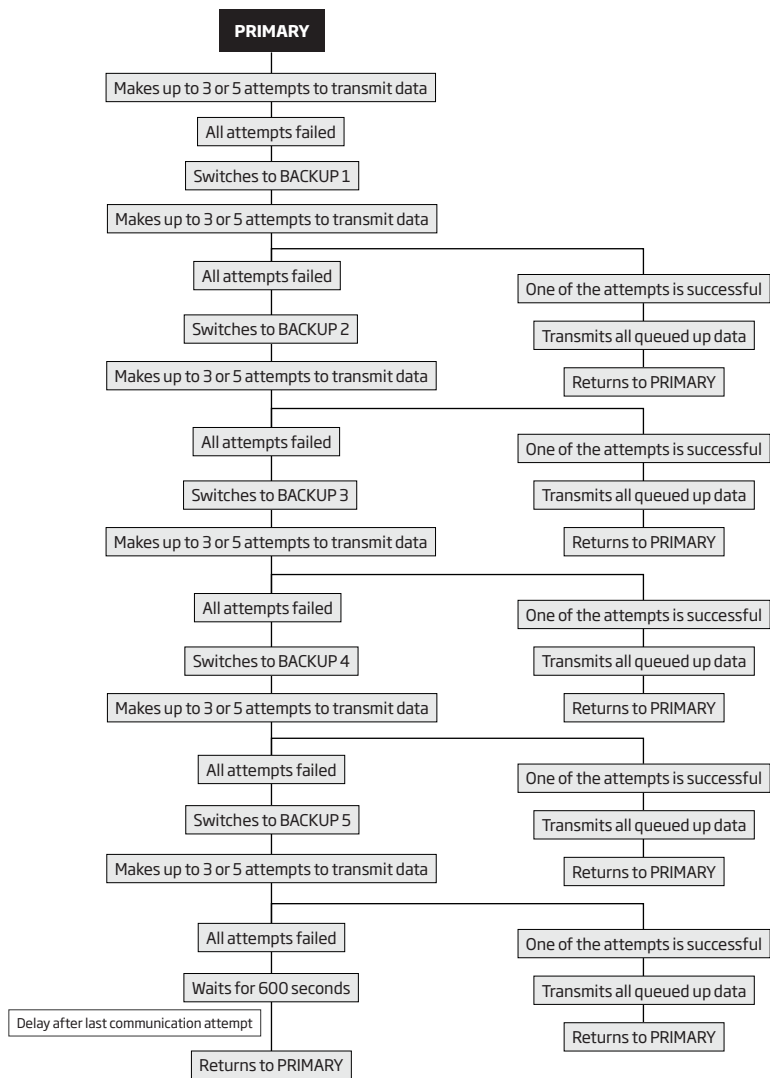 PRIMARY
Makes up to 3 or 5 attempts to transmit data
All attempts failed
Switches to BACKUP 1
Makes up to 3 or 5 attempts to transmit data
All attempts failed
One of the attempts is successful
Switches to BACKUP 2
Transmits all queued up data
Makes up to 3 or 5 attempts to transmit data
Returns to PRIMARY
All attempts failed
One of the attempts is successful
Switches to BACKUP 3
Transmits all queued up data
Makes up to 3 or 5 attempts to transmit data
Returns to PRIMARY
All attempts failed
One of the attempts is successful
Switches to BACKUP 4
Transmits all queued up data
Makes up to 3 or 5 attempts to transmit data
Returns to PRIMARY
All attempts failed
One of the attempts is successful
Switches to BACKUP 5
Transmits all queued up data
Makes up to 3 or 5 attempts to transmit data
Returns to PRIMARY
All attempts failed
One of the attempts is successful
Waits for 600 seconds
Transmits all queued up data
Delay after last communication attempt
Returns to PRIMARY
Returns to PRIMARY